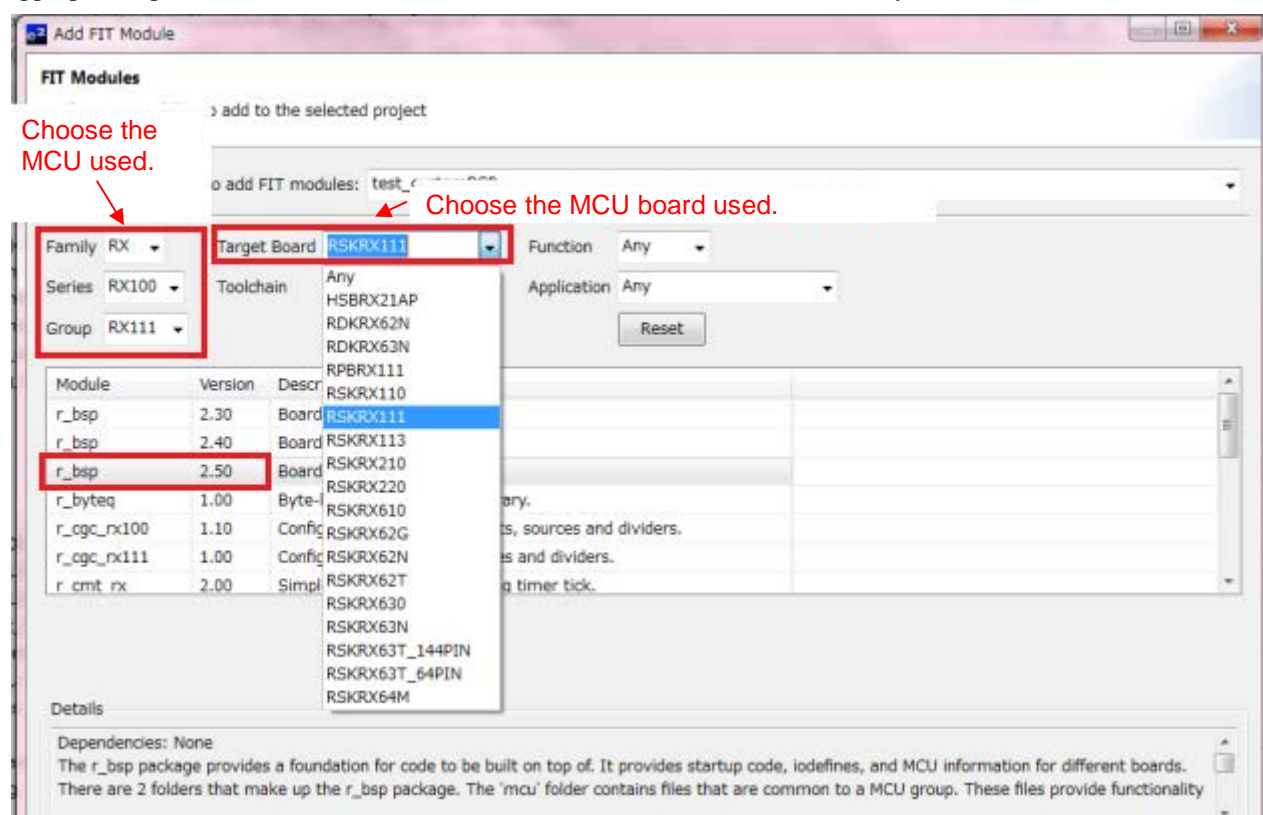 Add FIT Module
FIT Modules
add to the selected project
Choose the
MCU used.
o add FIT modules: test_
Choose the MCU board used.
Family RX Target Board RSKRX111 Function Any
Series RX100 Toolchain Application Any
Group RX111 Reset
Any
HSBRX21AP
RDKRX62N
RDKRX63N
RPBRX111
RSKRX110
RSKRX111
RSKRX113
RSKRX210
RSKRX220
RSKRX610
RSKRX62G
RSKRX62N
RSKRX62T
RSKRX630
RSKRX63N
RSKRX63T_144PIN
RSKRX63T_64PIN
RSKRX64M
Module Version Descr
r_bsp 2.30 Board
r_bsp 2.40 Board
r_bsp 2.50 Board
r_byteq 1.00 Byte- ary.
r_cgc_rx100 1.10 Config ts, sources and dividers.
r_cgc_rx111 1.00 Config es and dividers.
r_cmt_rx 2.00 Simpl g timer tick.
Details
Dependencies: None
The r_bsp package provides a foundation for code to be built on top of. It provides startup code, iodefines, and MCU information for different boards.
There are 2 folders that make up the r_bsp package. The 'mcu' folder contains files that are common to a MCU group. These files provide functionality